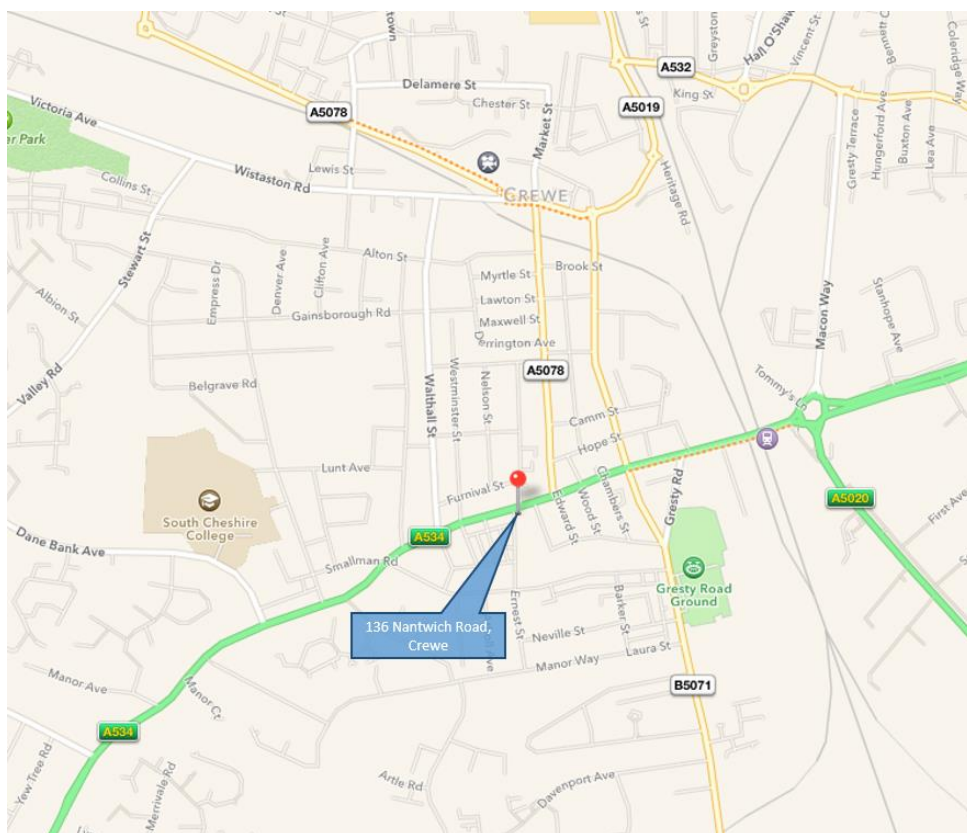 town
Hall O'Shaw
Greyston
Vincent St
Bennett C
Coleridge Way
A532
Delamere St
Chester St
Market St
King St
A5078
A5019
Victoria Ave
er Park
Lewis St
Wistaston Rd
CREWE
Heritage Rd
Gresty Terrace
Hungerford Ave
Buxton Ave
Lea Ave
Collins St
Stewart St
Alton St
Brook St
Myrtle St
Empress Dr
Denver Ave
Clifton Ave
Albion St
Gainsborough Rd
Lawton St
Maxwell St
Derrington Ave
Macon Way
Stanhope Ave
Valley Rd
Belgrave Rd
Walthall St
Westminster St
Nelson St
A5078
Tommy's Ln
Camm St
Hope St
Lunt Ave
Furnival St
South Cheshire
College
Edward St
Wood St
Chambers St
Gresty Rd
A5020
First Ave
Dane Bank Ave
A534
Smallman Rd
Gresty Road
Ground
136 Nantwich Road,
Crewe
Ernest St
Barker St
Neville St
Laura St
Manor Way
Manor Ave
Manor Ct
B5071
A534
Yew Tree Rd
Merrivale Rd
Artle Rd
Davenport Ave